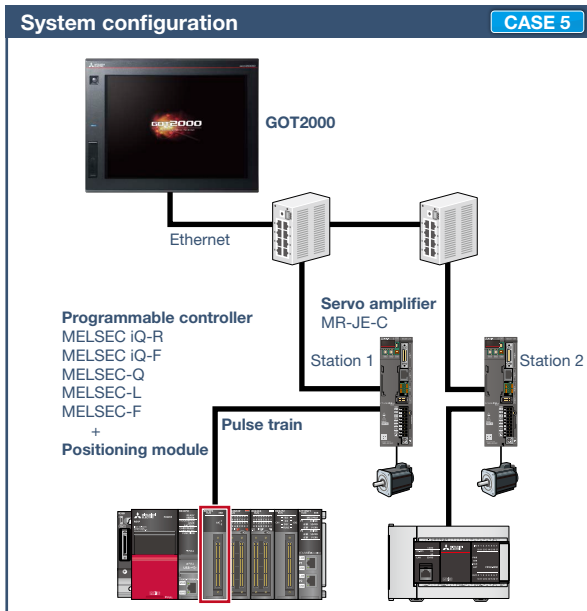 System configuration
CASE 5
GOT2000
GOT2000
Ethernet
Servo amplifier
MR-JE-C
Programmable controller
MELSEC iQ-R
MELSEC iQ-F
MELSEC-Q
MELSEC-L
MELSEC-F
+
Positioning module
Station 1
Station 2
Pulse train